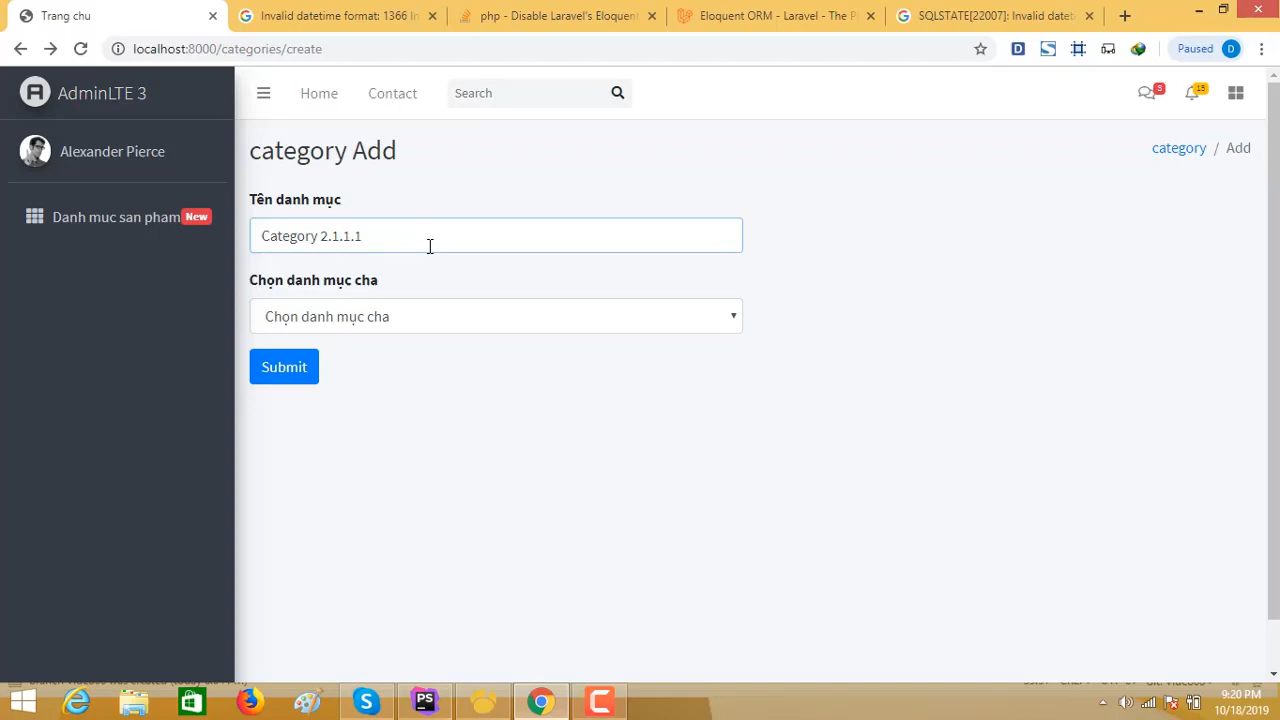 Trang chu
Invalid datetime format: 1366 In
php - Disable Laravel's Eloquent
Eloquent ORM - Laravel - The P
SQLSTATE[22007]: Invalid datet
localhost:8000/categories/create
Paused
D
AdminLTE 3
Home
Contact
Search
3
15
Alexander Pierce
category Add
category / Add
Tên danh mục
Danh muc san pham New
Category 2.1.1.1
Chọn danh mục cha
Chọn danh mục cha
Submit
9:20 PM
10/18/2019